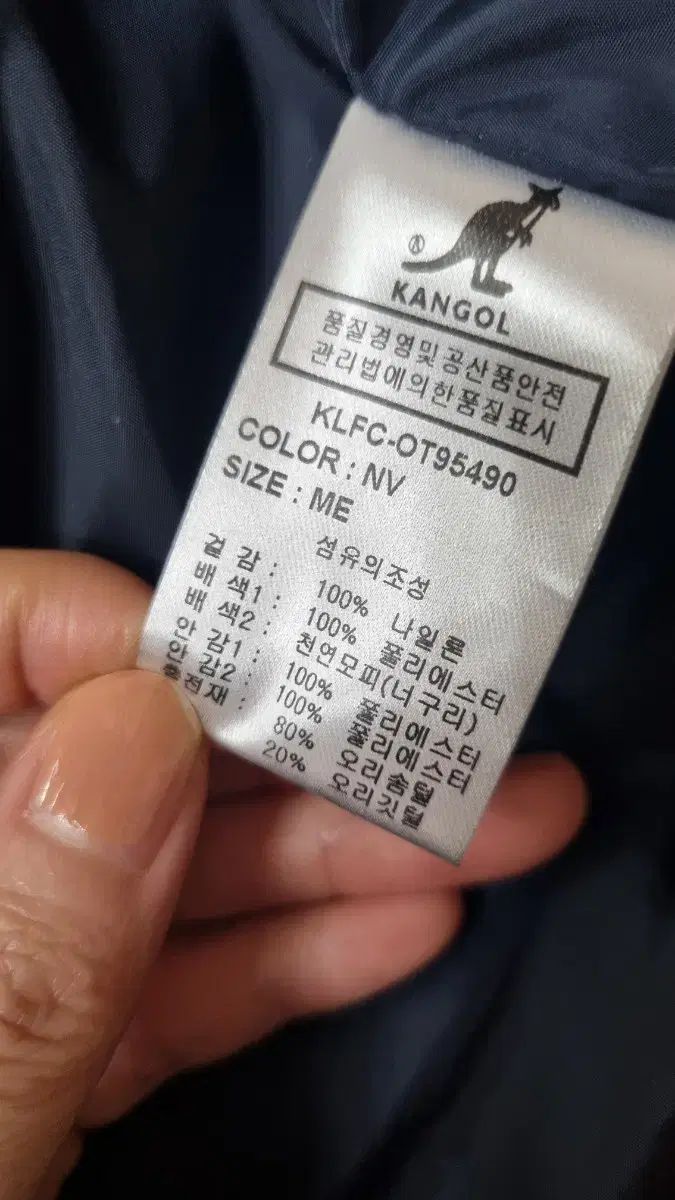 KANGOL
품질경영및공산품안전
관리법에의한품질표시
KLFC-OT95490
COLOR : NV
SIZE : ME
섬유의조성
겉 감 : 100% 나일론
배 색1 : 100% 폴리에스터
배 색2 : 천연모피(너구리)
안 감1 : 100% 폴리에스터
안 감2 : 100% 폴리에스터
충전재 : 80% 오리솜털
20% 오리깃털